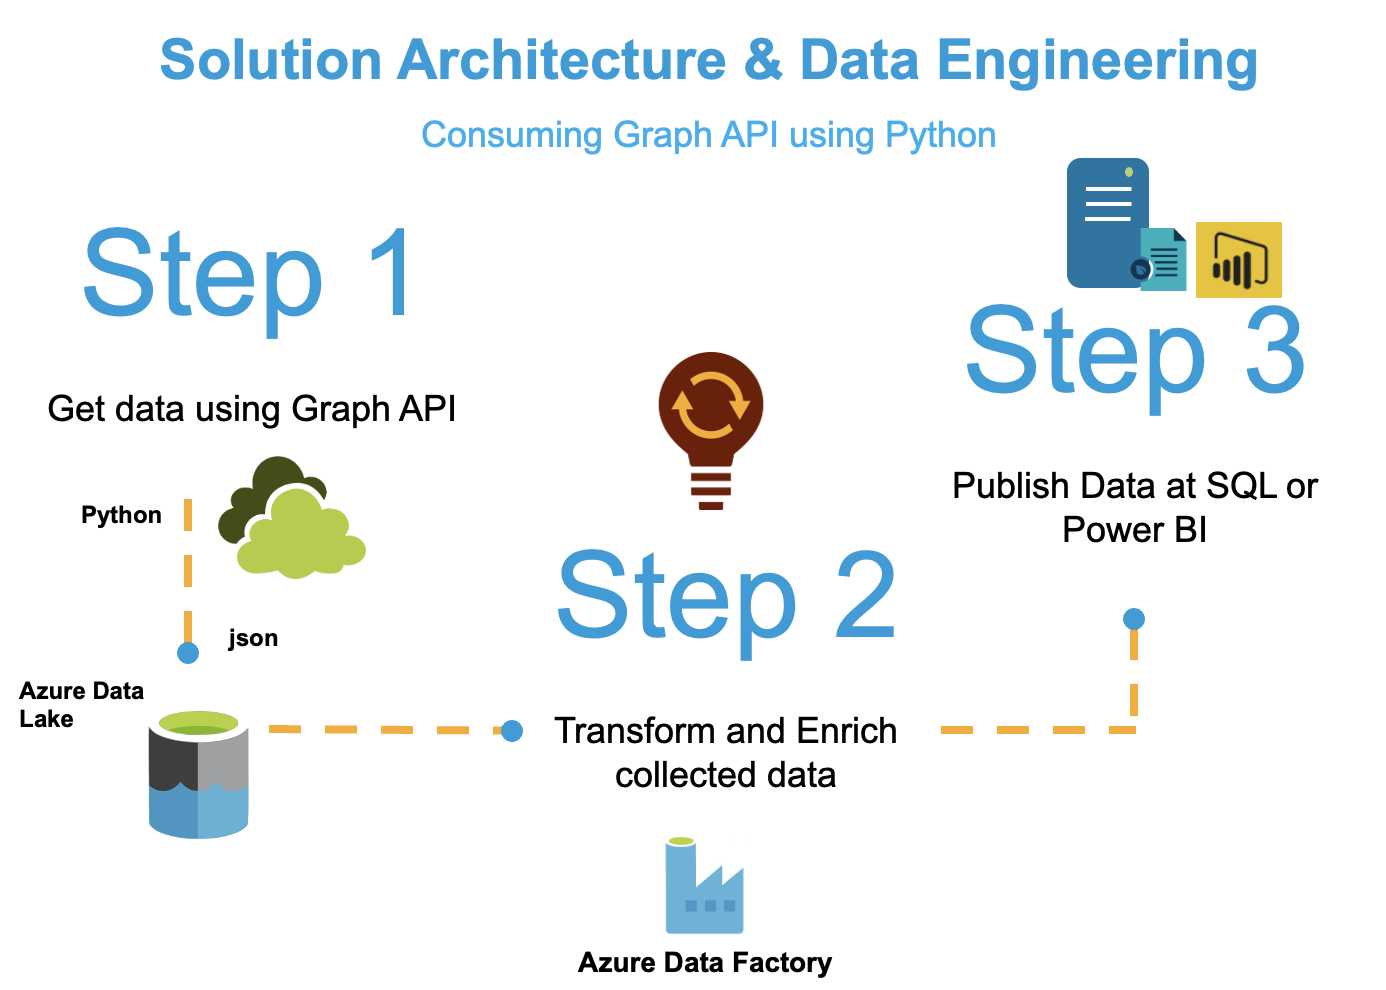 Solution Architecture & Data Engineering
Consuming Graph API using Python
Step 1
Get data using Graph API
Python
json
Azure Data
Lake
Step 2
Transform and Enrich
collected data
Azure Data Factory
Step 3
Publish Data at SQL or
Power BI